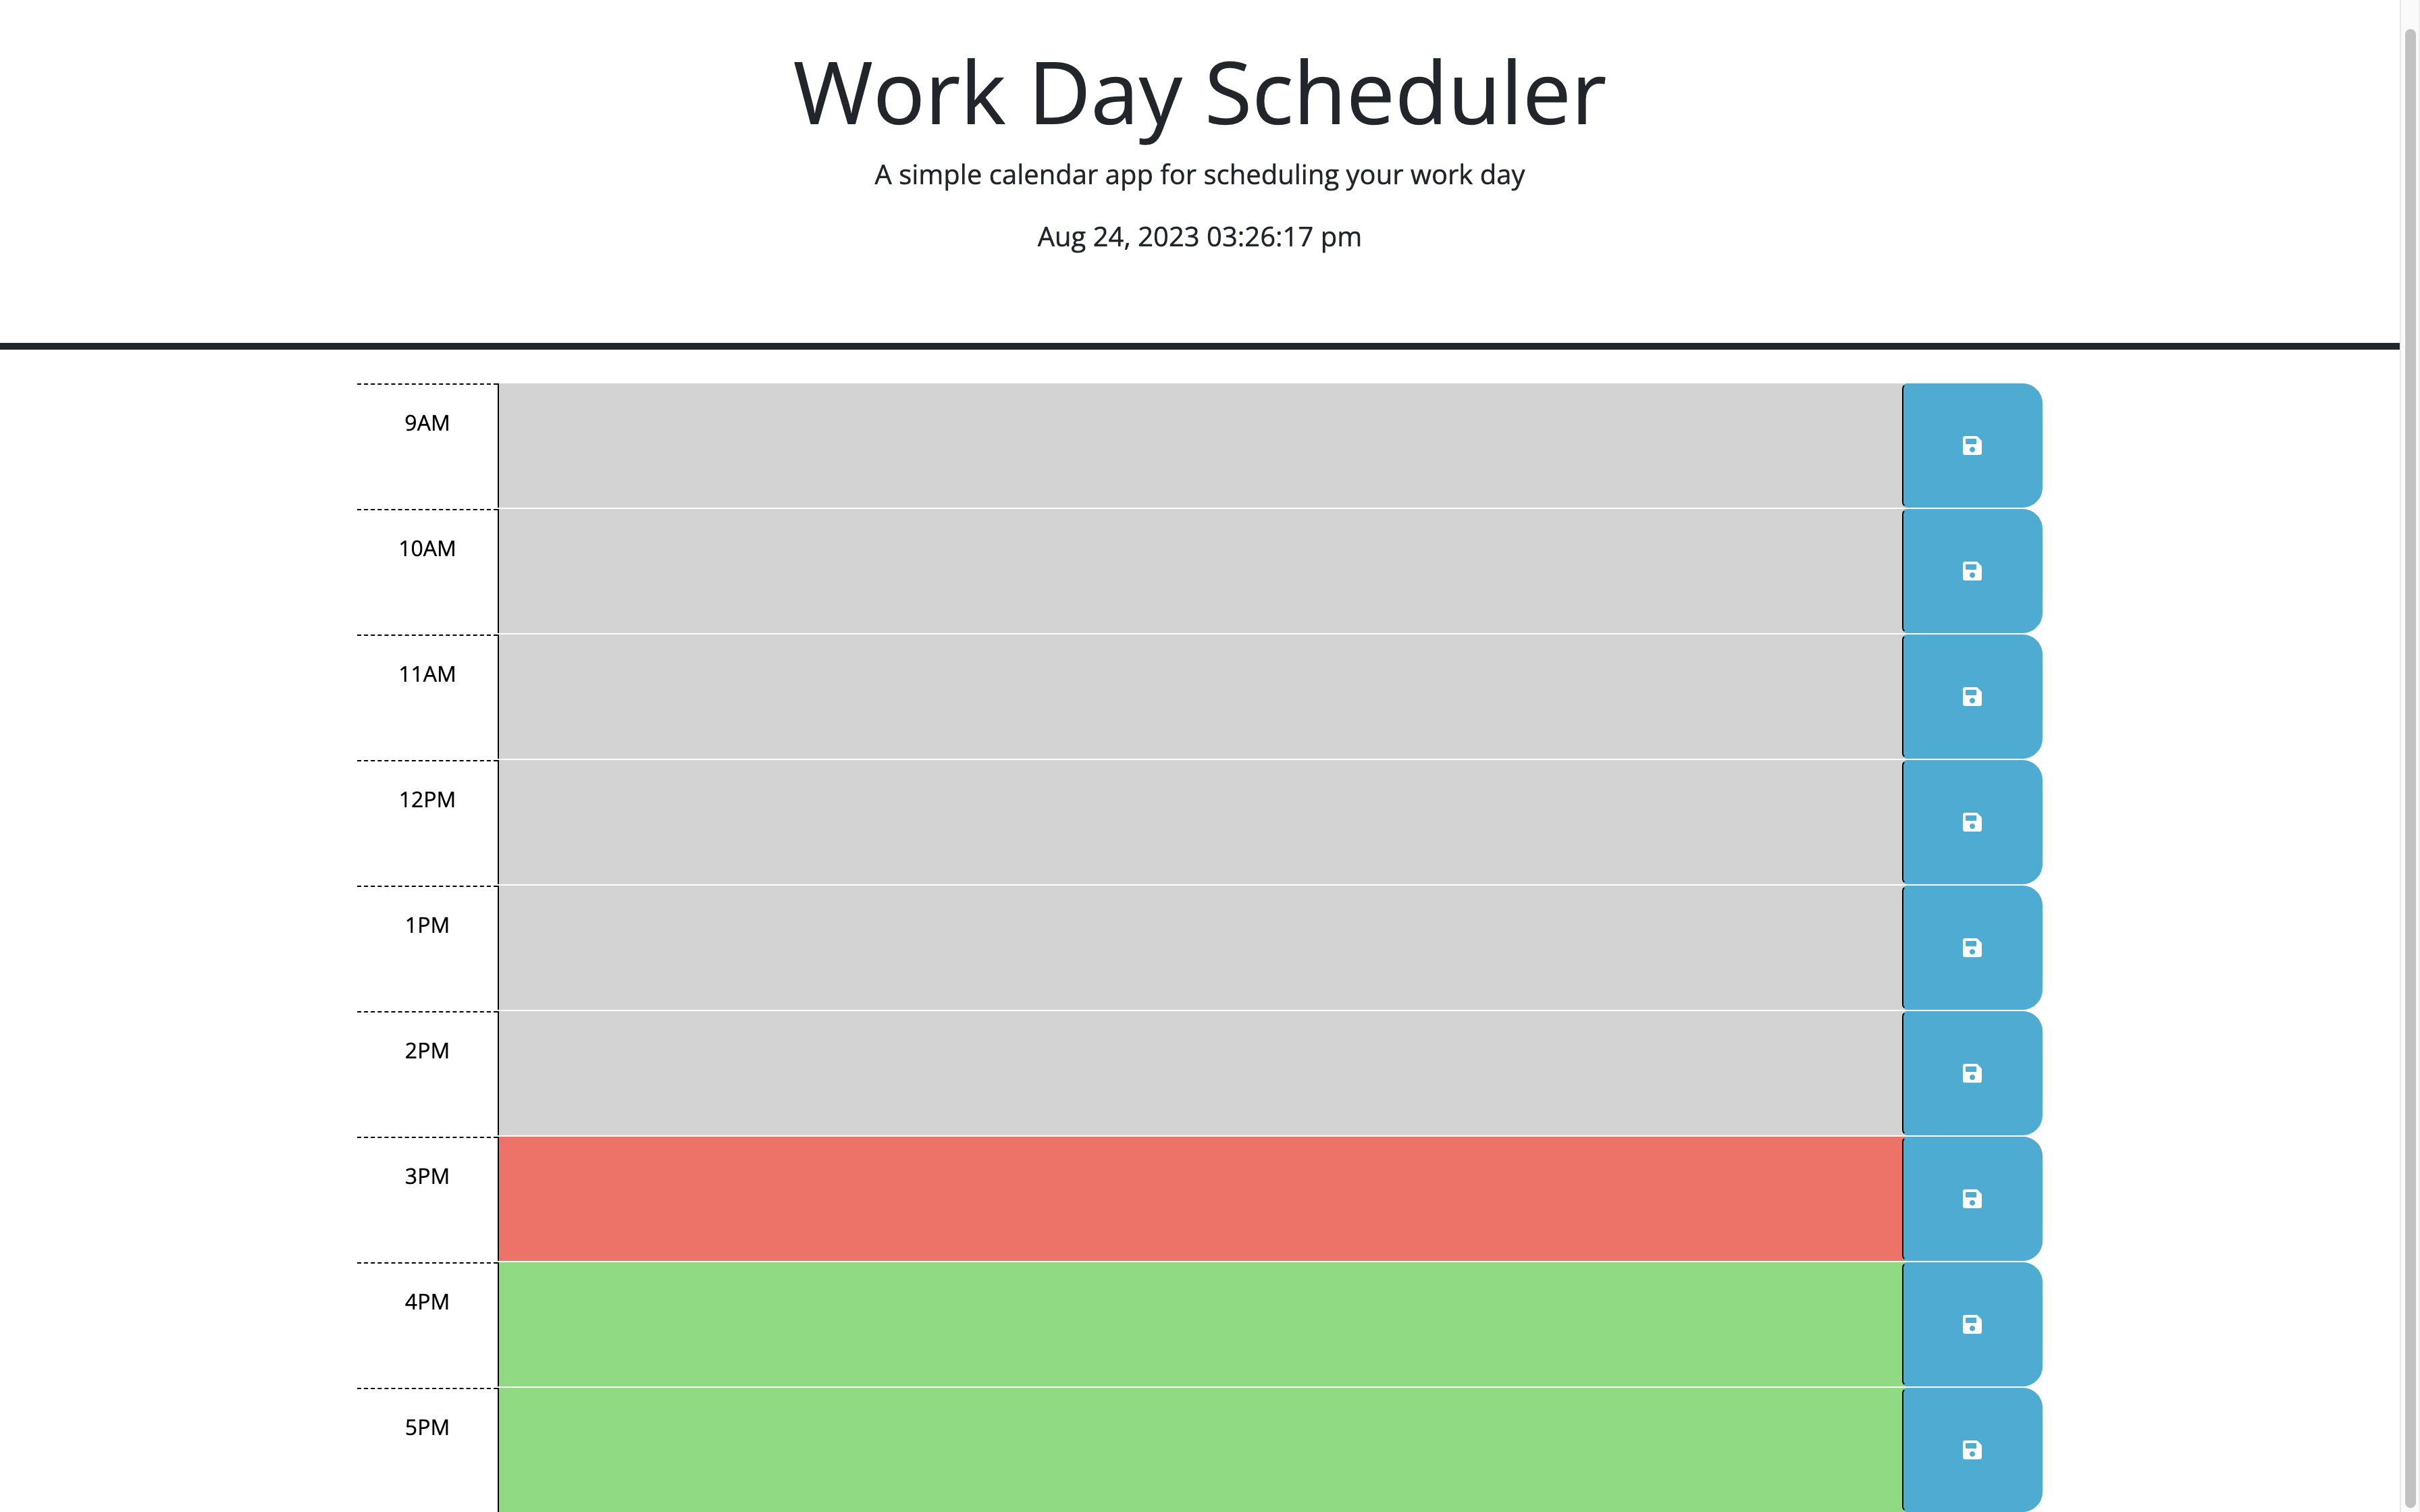 Work Day Scheduler
A simple calendar app for scheduling your work day
Aug 24, 2023 03:26:17 pm
9AM
10AM
11AM
12PM
1PM
2PM
3PM
4PM
5PM